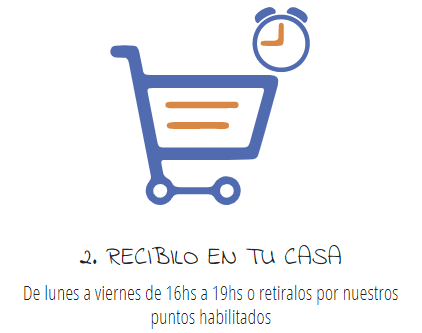 2. RECIBILO EN TU CASA
De lunes a viernes de 16hs a 19hs o retiralos por nuestros
puntos habilitados